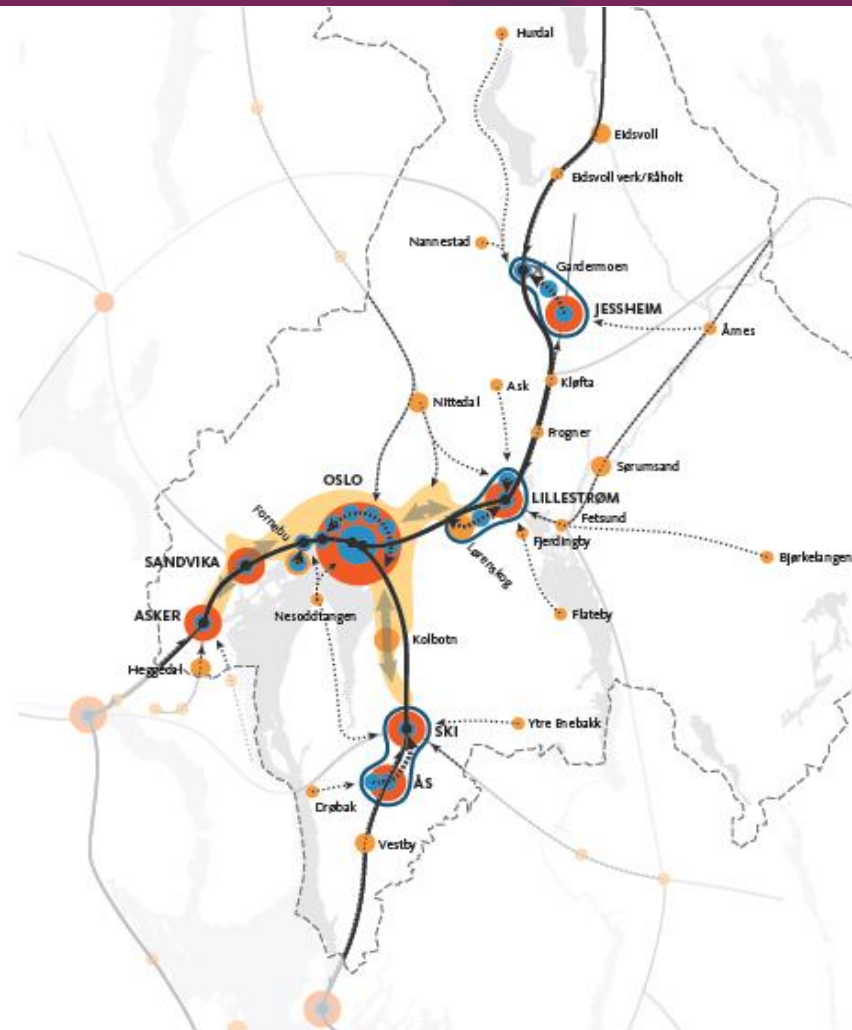 Hurdal
Eidsvoll
Eidsvoll verk/Råholt
Nannestad
Gardermoen
JESSHEIM
Årnes
Ask
Kløfta
Nittedal
Frogner
Sørumsand
OSLO
LILLESTRØM
Fornebu
Fetsund
Fjerdingby
Lørenskog
Bjørkelangen
SANDVIKA
ASKER
Nesoddtangen
Flateby
Kolbotn
Heggedal
SKI
Ytre Enebakk
ÅS
Drøbak
Vestby